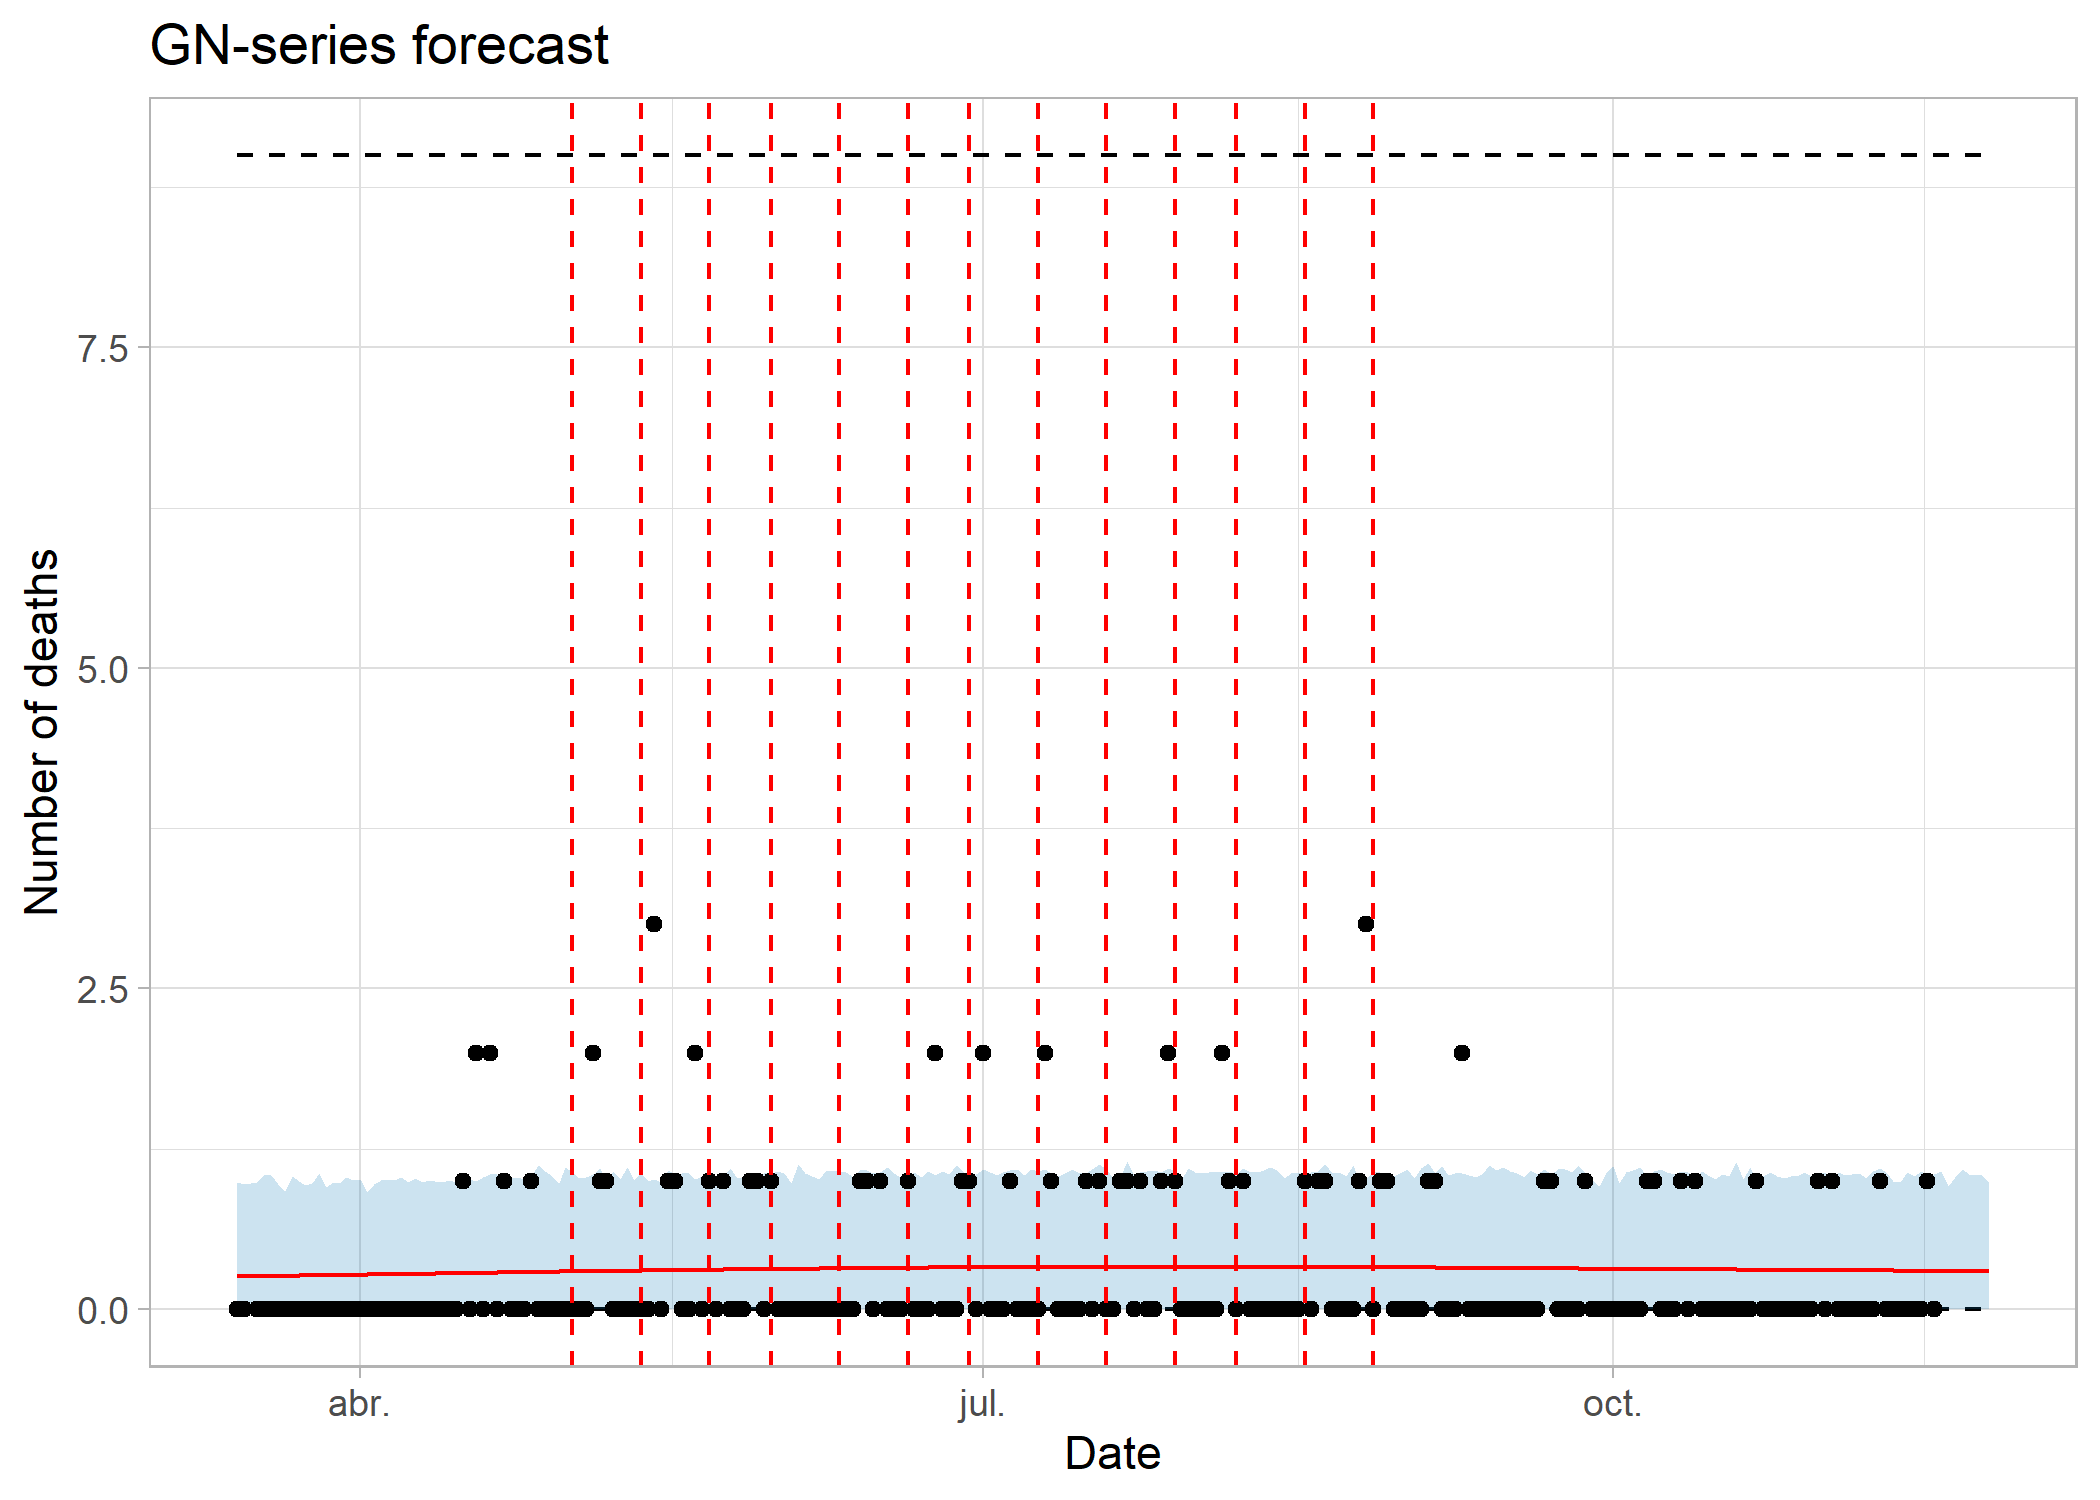 GN-series forecast
Number of deaths
7.5
5.0
2.5
0.0
abr.
jul.
oct.
Date